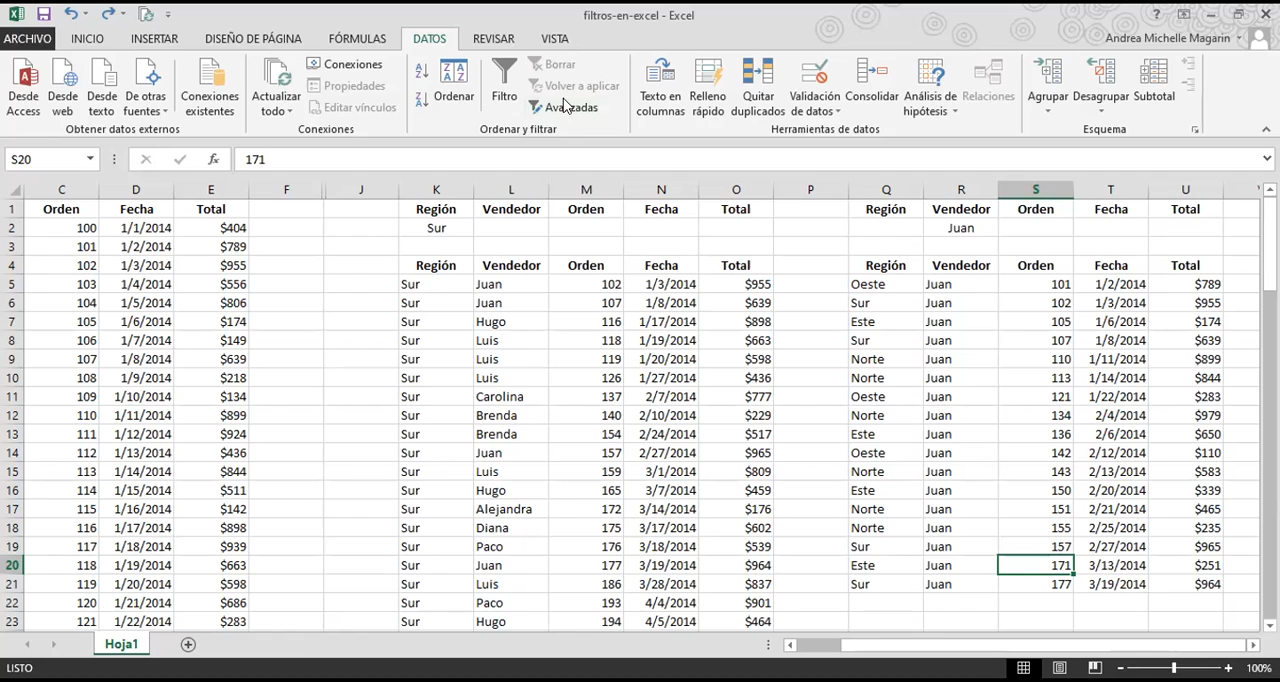 filtros-en-excel - Excel
ARCHIVO INICIO INSERTAR DISEÑO DE PÁGINA FÓRMULAS DATOS REVISAR VISTA Andrea Michelle Magarin
Desde Access
Desde web
Desde texto
De otras fuentes
Conexiones existentes
Obtener datos externos
Actualizar todo
Conexiones
Propiedades
Editar vínculos
Conexiones
Ordenar
Filtro
Borrar
Volver a aplicar
Avanzadas
Ordenar y filtrar
Texto en columnas
Relleno rápido
Quitar duplicados
Validación de datos
Consolidar
Análisis de hipótesis
Relaciones
Herramientas de datos
Agrupar
Desagrupar
Subtotal
Esquema
S20 fx 171
C D E F J K L M N O P Q R S T U
1 Orden Fecha Total Región Vendedor Orden Fecha Total Región Vendedor Orden Fecha Total
2 100 1/1/2014 $404 Sur Juan
3 101 1/2/2014 $789
4 102 1/3/2014 $955 Región Vendedor Orden Fecha Total Región Vendedor Orden Fecha Total
5 103 1/4/2014 $556 Sur Juan 102 1/3/2014 $955 Oeste Juan 101 1/2/2014 $789
6 104 1/5/2014 $806 Sur Juan 107 1/8/2014 $639 Sur Juan 102 1/3/2014 $955
7 105 1/6/2014 $174 Sur Hugo 116 1/17/2014 $898 Este Juan 105 1/6/2014 $174
8 106 1/7/2014 $149 Sur Luis 118 1/19/2014 $663 Sur Juan 107 1/8/2014 $639
9 107 1/8/2014 $639 Sur Luis 119 1/20/2014 $598 Norte Juan 110 1/11/2014 $899
10 108 1/9/2014 $218 Sur Luis 126 1/27/2014 $436 Norte Juan 113 1/14/2014 $844
11 109 1/10/2014 $134 Sur Carolina 137 2/7/2014 $777 Oeste Juan 121 1/22/2014 $283
12 110 1/11/2014 $899 Sur Brenda 140 2/10/2014 $229 Norte Juan 134 2/4/2014 $979
13 111 1/12/2014 $924 Sur Brenda 154 2/24/2014 $517 Este Juan 136 2/6/2014 $650
14 112 1/13/2014 $436 Sur Juan 157 2/27/2014 $965 Oeste Juan 142 2/12/2014 $110
15 113 1/14/2014 $844 Sur Luis 159 3/1/2014 $809 Norte Juan 143 2/13/2014 $583
16 114 1/15/2014 $511 Sur Hugo 165 3/7/2014 $459 Este Juan 150 2/20/2014 $339
17 115 1/16/2014 $142 Sur Alejandra 172 3/14/2014 $176 Norte Juan 151 2/21/2014 $465
18 116 1/17/2014 $898 Sur Diana 175 3/17/2014 $602 Norte Juan 155 2/25/2014 $235
19 117 1/18/2014 $939 Sur Paco 176 3/18/2014 $539 Sur Juan 157 2/27/2014 $965
20 118 1/19/2014 $663 Sur Juan 177 3/19/2014 $964 Este Juan 171 3/13/2014 $251
21 119 1/20/2014 $598 Sur Luis 186 3/28/2014 $837 Sur Juan 177 3/19/2014 $964
22 120 1/21/2014 $686 Sur Paco 193 4/4/2014 $901
23 121 1/22/2014 $283 Sur Hugo 194 4/5/2014 $464
Hoja1
LISTO 100%